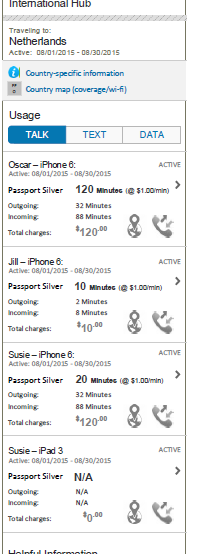 International Hub
Traveling to:
Netherlands
Active: 08/01/2015 - 08/30/2015
Country-specific information
Country map (coverage/wi-fi)
Usage
TALK TEXT DATA
Oscar – iPhone 6: ACTIVE
Active: 08/01/2015 - 08/30/2015
Passport Silver 120 Minutes (@ $1.00/min)
Outgoing: 32 Minutes
Incoming: 88 Minutes
Total charges: $120.00
Jill – iPhone 6: ACTIVE
Active: 08/01/2015 - 08/30/2015
Passport Silver 10 Minutes (@ $1.00/min)
Outgoing: 2 Minutes
Incoming: 8 Minutes
Total charges: $10.00
Susie – iPhone 6: ACTIVE
Active: 08/01/2015 - 08/30/2015
Passport Silver 20 Minutes (@ $1.00/min)
Outgoing: 32 Minutes
Incoming: 88 Minutes
Total charges: $120.00
Susie – iPad 3 ACTIVE
Active: 08/01/2015 - 08/30/2015
Passport Silver N/A
Outgoing: N/A
Incoming: N/A
Total charges: $0.00
Helpful Information